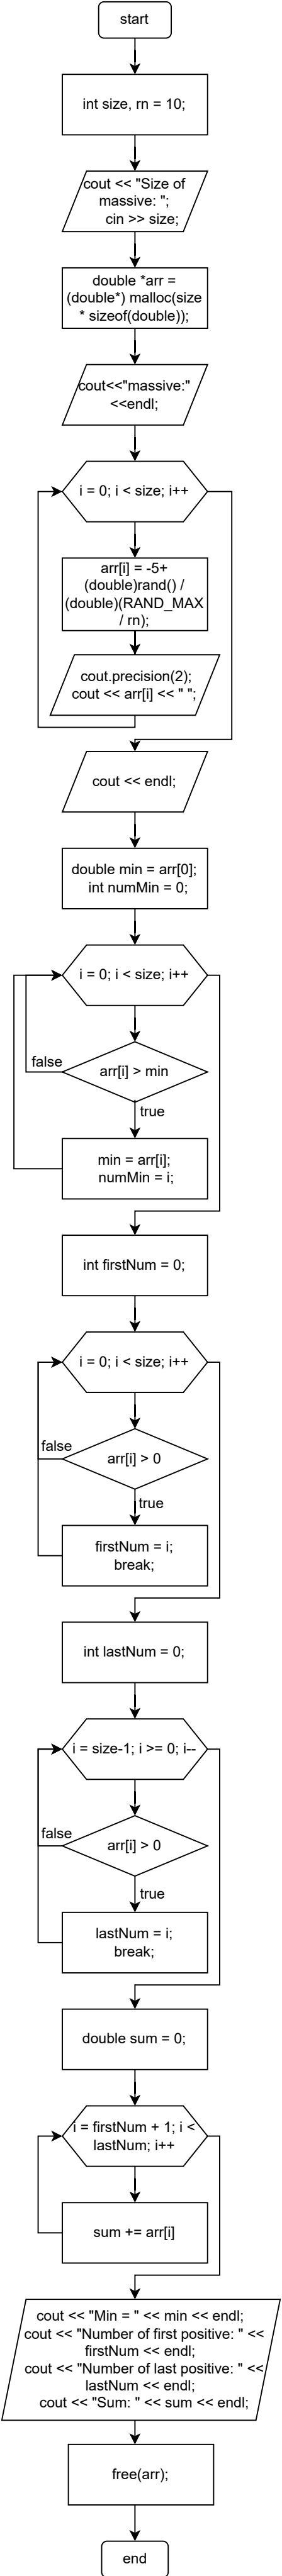 start
int size, rn = 10;
cout << "Size of
massive: ";
cin >> size;
double *arr =
(double*) malloc(size
* sizeof(double));
cout<<"massive:"
<<endl;
i = 0; i < size; i++
arr[i] = -5+
(double)rand() /
(double)(RAND_MAX
/ rn);
cout.precision(2);
cout << arr[i] << " ";
cout << endl;
double min = arr[0];
int numMin = 0;
i = 0; i < size; i++
false
arr[i] > min
true
min = arr[i];
numMin = i;
int firstNum = 0;
i = 0; i < size; i++
false
arr[i] > 0
true
firstNum = i;
break;
int lastNum = 0;
i = size-1; i >= 0; i--
false
arr[i] > 0
true
lastNum = i;
break;
double sum = 0;
i = firstNum + 1; i <
lastNum; i++
sum += arr[i]
cout << "Min = " << min << endl;
cout << "Number of first positive: " <<
firstNum << endl;
cout << "Number of last positive: " <<
lastNum << endl;
cout << "Sum: " << sum << endl;
free(arr);
end